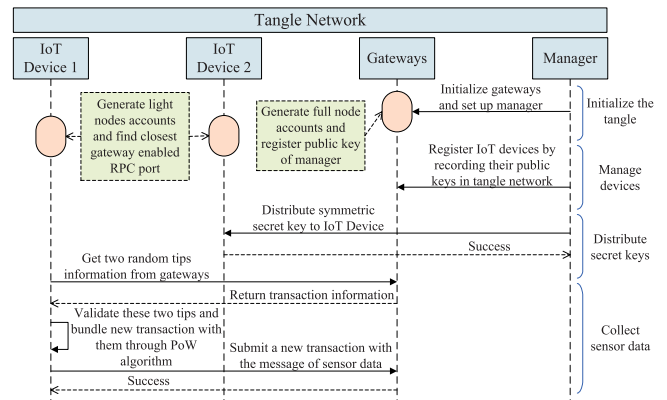 Tangle Network
IoT
Device 1
IoT
Device 2
Gateways
Manager
Generate light
nodes accounts
and find closest
gateway enabled
RPC port
Generate full node
accounts and
register public key
of manager
Initialize gateways
and set up manager
Initialize the
tangle
Register IoT devices by
recording their public
keys in tangle network
Manage
devices
Distribute symmetric
secret key to IoT Device
Success
Distribute
secret keys
Get two random tips
information from gateways
Return transaction information
Validate these two tips and
bundle new transaction with
them through PoW
algorithm
Submit a new transaction with
the message of sensor data
Success
Collect
sensor data